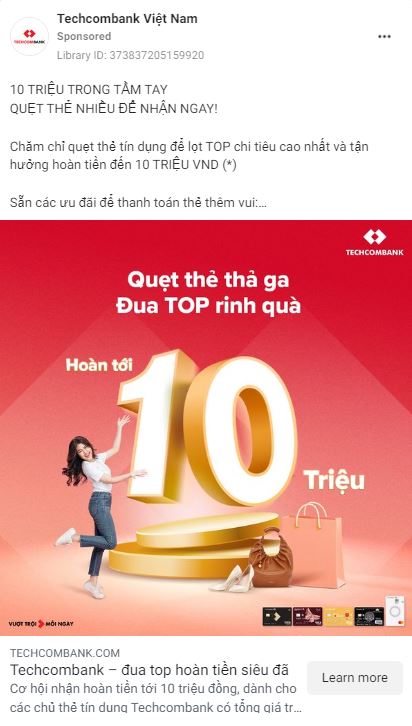 Techcombank Việt Nam
Sponsored
Library ID: 373837205159920
10 TRIỆU TRONG TẦM TAY
QUẸT THẺ NHIỀU ĐỂ NHẬN NGAY!
Chăm chỉ quẹt thẻ tín dụng để lọt TOP chi tiêu cao nhất và tận
hưởng hoàn tiền đến 10 TRIỆU VND (*)
Sẵn các ưu đãi để thanh toán thẻ thêm vui:...
TECHCOMBANK
Quẹt thẻ thả ga
Đua TOP rinh quà
Hoàn tới
10
Triệu
VƯỢT TRỘI MỖI NGÀY
TECHCOMBANK.COM
Techcombank – đua top hoàn tiền siêu đã
Cơ hội nhận hoàn tiền tới 10 triệu đồng, dành cho
các chủ thẻ tín dụng Techcombank có tổng giá tr...
Learn more